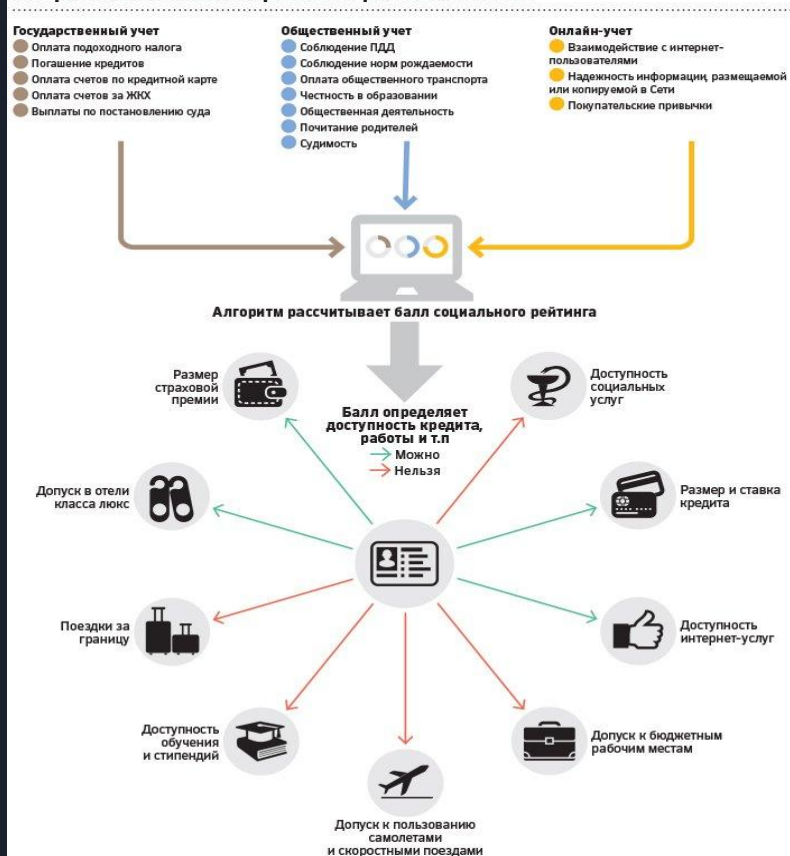 Государственный учет
Оплата подоходного налога
Погашение кредитов
Оплата счетов по кредитной карте
Оплата счетов за ЖКХ
Выплаты по постановлению суда
Общественный учет
Соблюдение ПДД
Соблюдение норм рождаемости
Оплата общественного транспорта
Честность в образовании
Общественная деятельность
Почитание родителей
Судимость
Онлайн-учет
Взаимодействие с интернет-
пользователями
Надежность информации, размещаемой
или копируемой в Сети
Покупательские привычки
Алгоритм рассчитывает балл социального рейтинга
Размер
страховой
премии
Доступность
социальных
услуг
Балл определяет
доступность кредита,
работы и т.п
Можно
Нельзя
Допуск в отели
класса люкс
Размер и ставка
кредита
Поездки за
границу
Доступность
интернет-услуг
Доступность
обучения
и стипендий
Допуск к бюджетным
рабочим местам
Допуск к пользованию
самолетами
и скоростными поездами